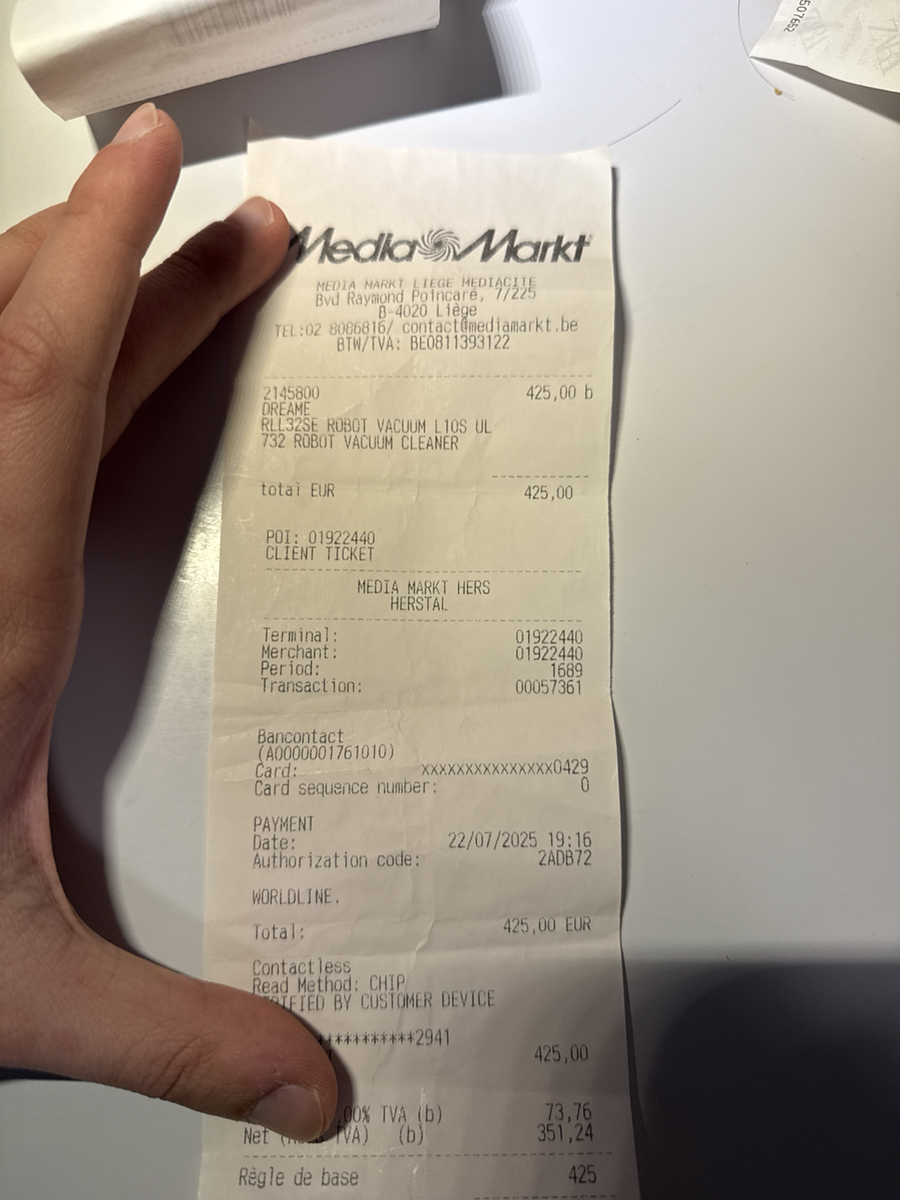 507652
Media Markt
MEDIA MARKT LIEGE MEDIACITE
Bvd Raymond Poincaré, 7/225
B-4020 Liège
TEL:02 8086816/ contact@mediamarkt.be
BTW/TVA: BE0811393122
2145800 425,00 b
DREAME
RLL32SE ROBOT VACUUM L10S UL
732 ROBOT VACUUM CLEANER
total EUR 425,00
POI: 01922440
CLIENT TICKET
MEDIA MARKT HERS
HERSTAL
Terminal: 01922440
Merchant: 01922440
Period: 1689
Transaction: 00057361
Bancontact
(A0000001761010)
Card: xxxxxxxxxxxxxxx0429
Card sequence number: 0
PAYMENT
Date: 22/07/2025 19:16
Authorization code: 2ADB72
WORLDLINE.
Total: 425,00 EUR
Contactless
Read Method: CHIP
BY CUSTOMER DEVICE
***********2941
425,00
,00% TVA (b) 73,76
Net TVA) (b) 351,24
Règle de base 425